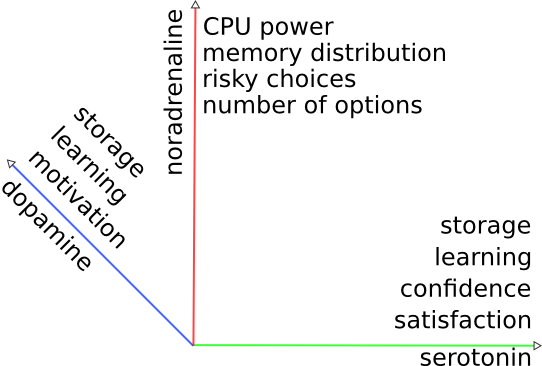 noradrenaline
CPU power
memory distribution
risky choices
number of options
storage
learning
motivation
dopamine
storage
learning
confidence
satisfaction
serotonin